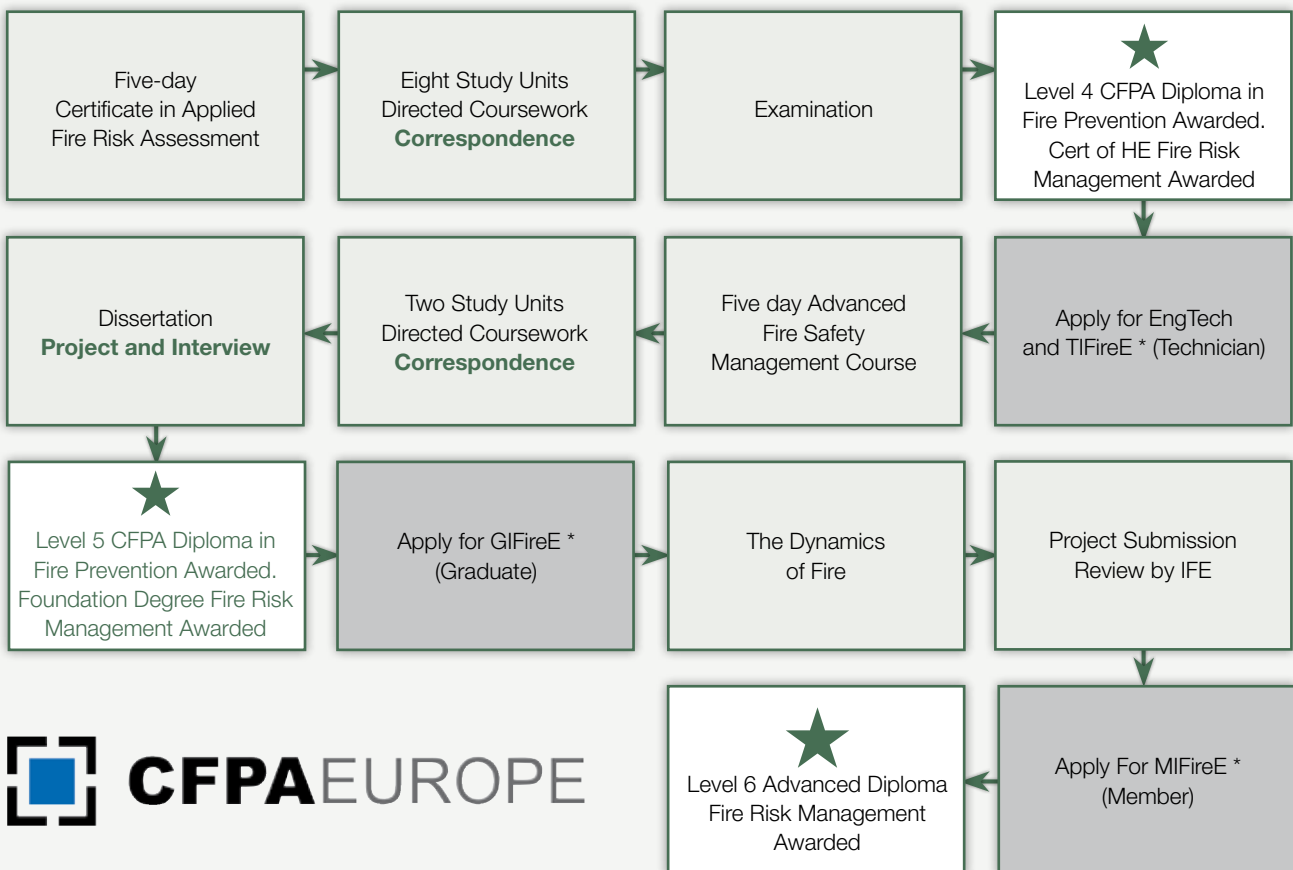 Five-day
Certificate in Applied
Fire Risk Assessment
Eight Study Units
Directed Coursework
Correspondence
Examination
Level 4 CFPA Diploma in
Fire Prevention Awarded.
Cert of HE Fire Risk
Management Awarded
Apply for EngTech
and TIFireE * (Technician)
Five day Advanced
Fire Safety
Management Course
Two Study Units
Directed Coursework
Correspondence
Dissertation
Project and Interview
Level 5 CFPA Diploma in
Fire Prevention Awarded.
Foundation Degree Fire Risk
Management Awarded
Apply for GIFireE *
(Graduate)
The Dynamics
of Fire
Project Submission
Review by IFE
Apply For MIFireE *
(Member)
Level 6 Advanced Diploma
Fire Risk Management
Awarded
CFPAEUROPE